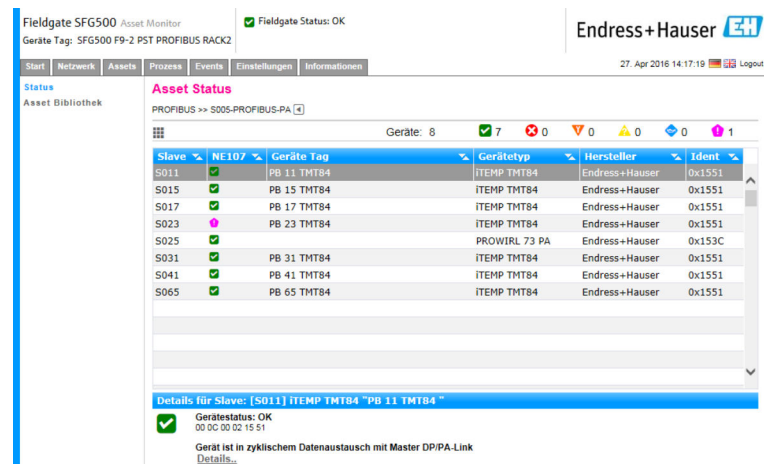 Fieldgate SFG500 Asset Monitor
Geräte Tag: SFG500 F9-2 PST PROFIBUS RACK2
Fieldgate Status: OK
Endress+Hauser EH
Start Netzwerk Assets Prozess Events Einstellungen Informationen
27. Apr 2016 14:17:19 Logout
Status
Asset Bibliothek
Asset Status
PROFIBUS >> S005-PROFIBUS-PA
Geräte: 8 7 0 0 0 0 1
Slave NE107 Geräte Tag Gerätetyp Hersteller Ident
S011 PB 11 TMT84 iTEMP TMT84 Endress+Hauser 0x1551
S015 PB 15 TMT84 iTEMP TMT84 Endress+Hauser 0x1551
S017 PB 17 TMT84 iTEMP TMT84 Endress+Hauser 0x1551
S023 PB 23 TMT84 iTEMP TMT84 Endress+Hauser 0x1551
S025 PROWIRL 73 PA Endress+Hauser 0x153C
S031 PB 31 TMT84 iTEMP TMT84 Endress+Hauser 0x1551
S041 PB 41 TMT84 iTEMP TMT84 Endress+Hauser 0x1551
S065 PB 65 TMT84 iTEMP TMT84 Endress+Hauser 0x1551
Details für Slave: [S011] iTEMP TMT84 "PB 11 TMT84 "
Gerätestatus: OK
00 0C 00 02 15 51
Gerät ist in zyklischem Datenaustausch mit Master DP/PA-Link
Details..